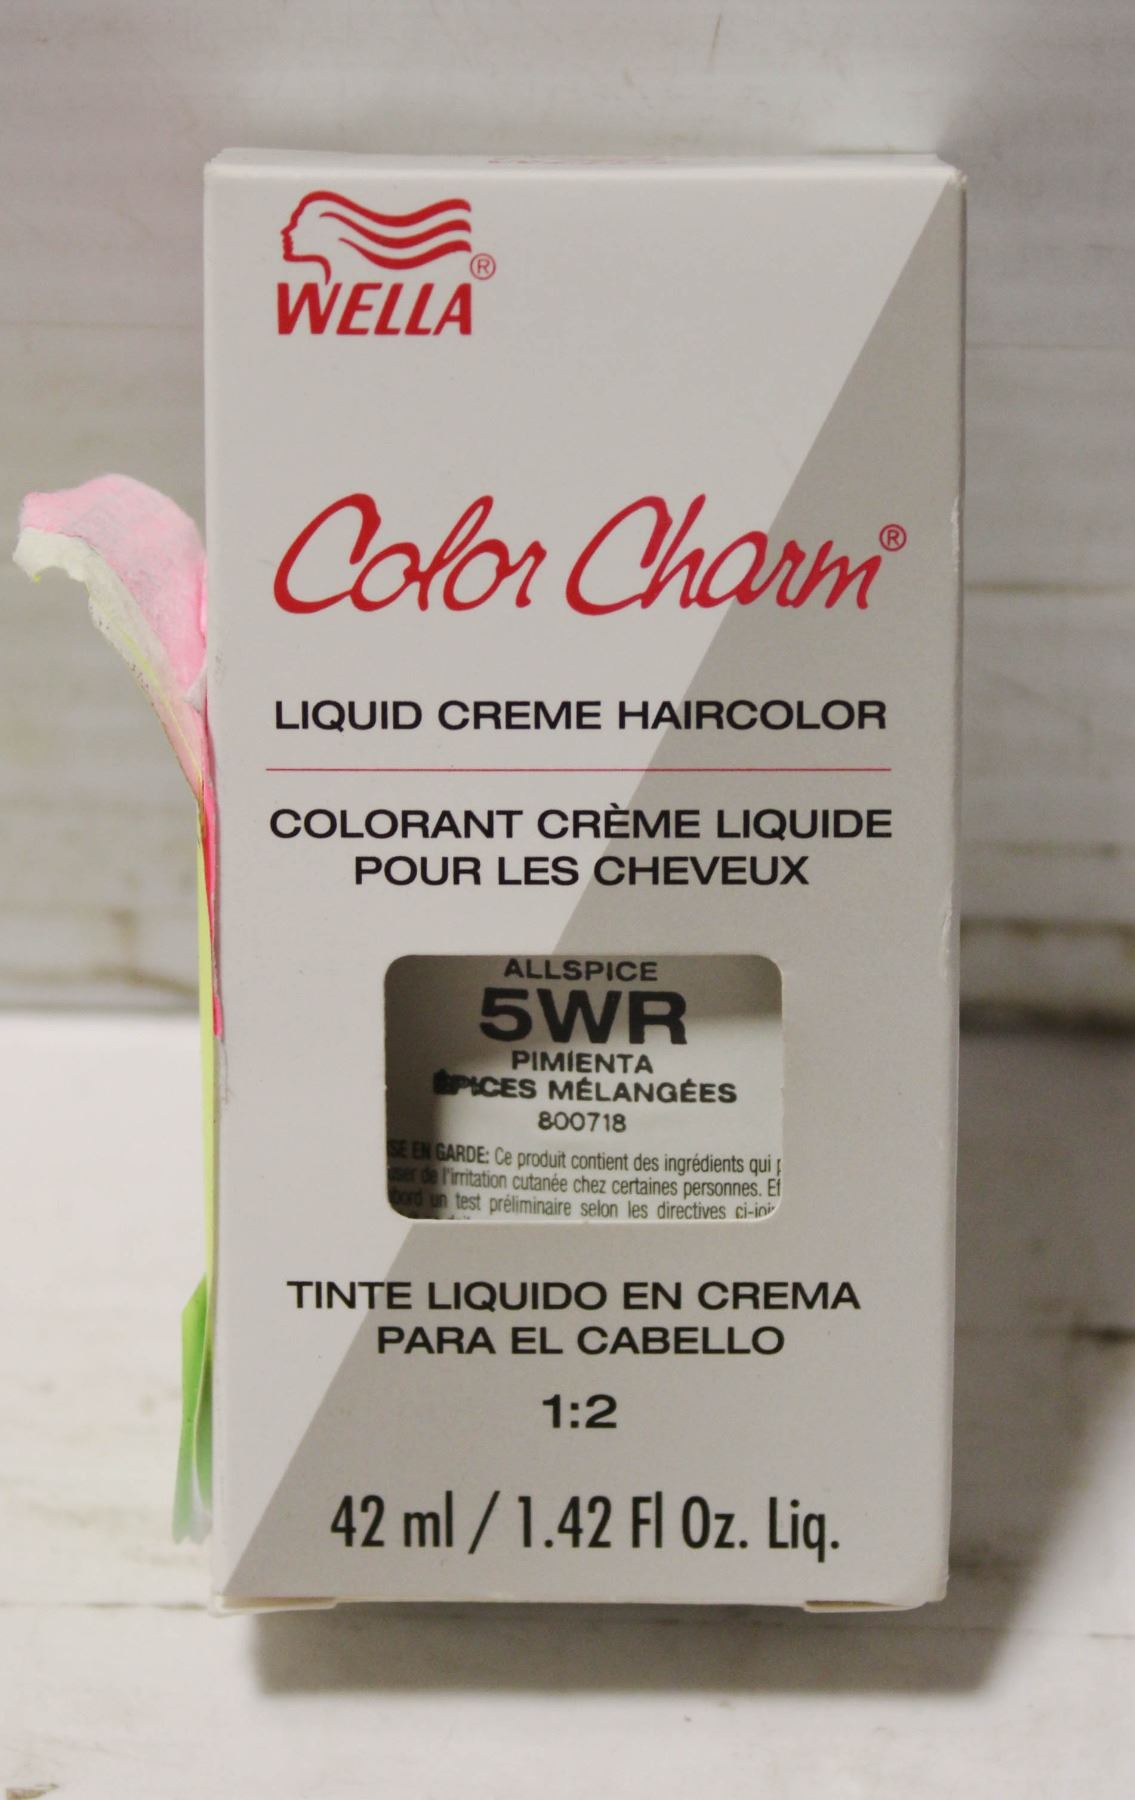 WELLA®
Color Charm®
LIQUID CREME HAIRCOLOR
COLORANT CRÈME LIQUIDE
POUR LES CHEVEUX
ALLSPICE
5WR
PIMIENTA
ÉPICES MÉLANGÉES
800718
EN GARDE: Ce produit contient des ingrédients qui
de l'irritation cutanée chez certaines personnes.
un test préliminaire selon les directives
TINTE LIQUIDO EN CREMA
PARA EL CABELLO
1:2
42 ml / 1.42 Fl Oz. Liq.